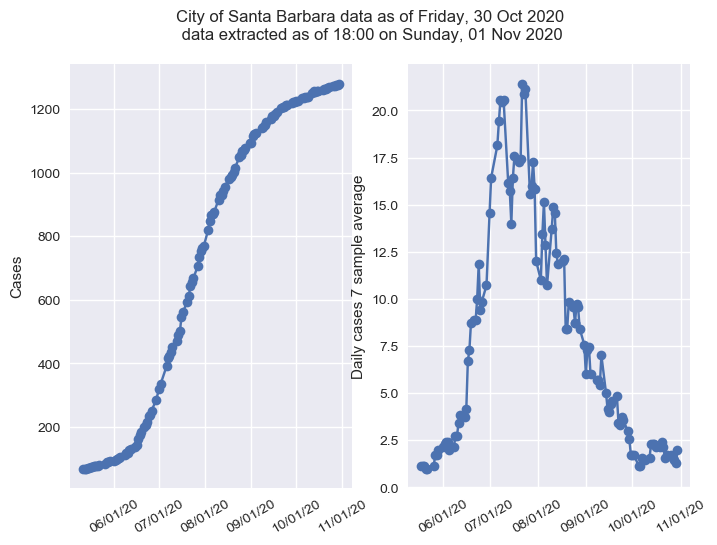 City of Santa Barbara data as of Friday, 30 Oct 2020
data extracted as of 18:00 on Sunday, 01 Nov 2020
Cases
1200
1000
800
600
400
200
06/01/20 07/01/20 08/01/20 09/01/20 10/01/20 11/01/20
Daily cases 7 sample average
20.0
17.5
15.0
12.5
10.0
7.5
5.0
2.5
0.0
06/01/20 07/01/20 08/01/20 09/01/20 10/01/20 11/01/20